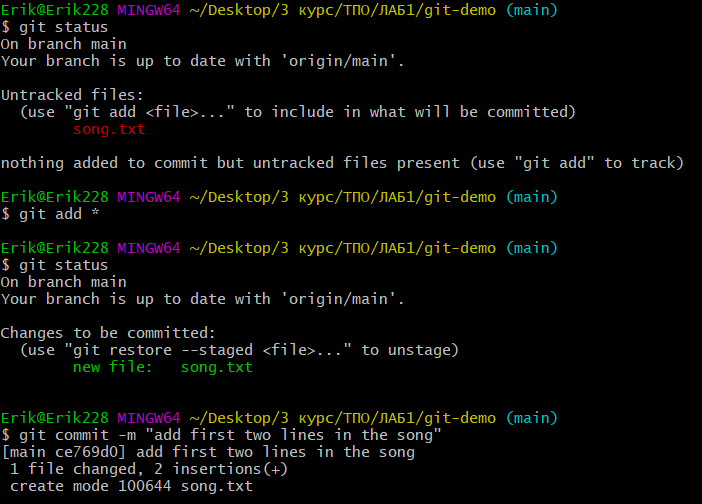 Erik@Erik228 MINGW64 ~/Desktop/3 курс/ТПО/ЛАБ1/git-demo (main)
$ git status
On branch main
Your branch is up to date with 'origin/main'.
Untracked files:
(use "git add <file>..." to include in what will be committed)
song.txt
nothing added to commit but untracked files present (use "git add" to track)
Erik@Erik228 MINGW64 ~/Desktop/3 курс/ТПО/ЛАБ1/git-demo (main)
$ git add *
Erik@Erik228 MINGW64 ~/Desktop/3 курс/ТПО/ЛАБ1/git-demo (main)
$ git status
On branch main
Your branch is up to date with 'origin/main'.
Changes to be committed:
(use "git restore --staged <file>..." to unstage)
new file:   song.txt
Erik@Erik228 MINGW64 ~/Desktop/3 курс/ТПО/ЛАБ1/git-demo (main)
$ git commit -m "add first two lines in the song"
[main ce769d0] add first two lines in the song
1 file changed, 2 insertions(+)
create mode 100644 song.txt